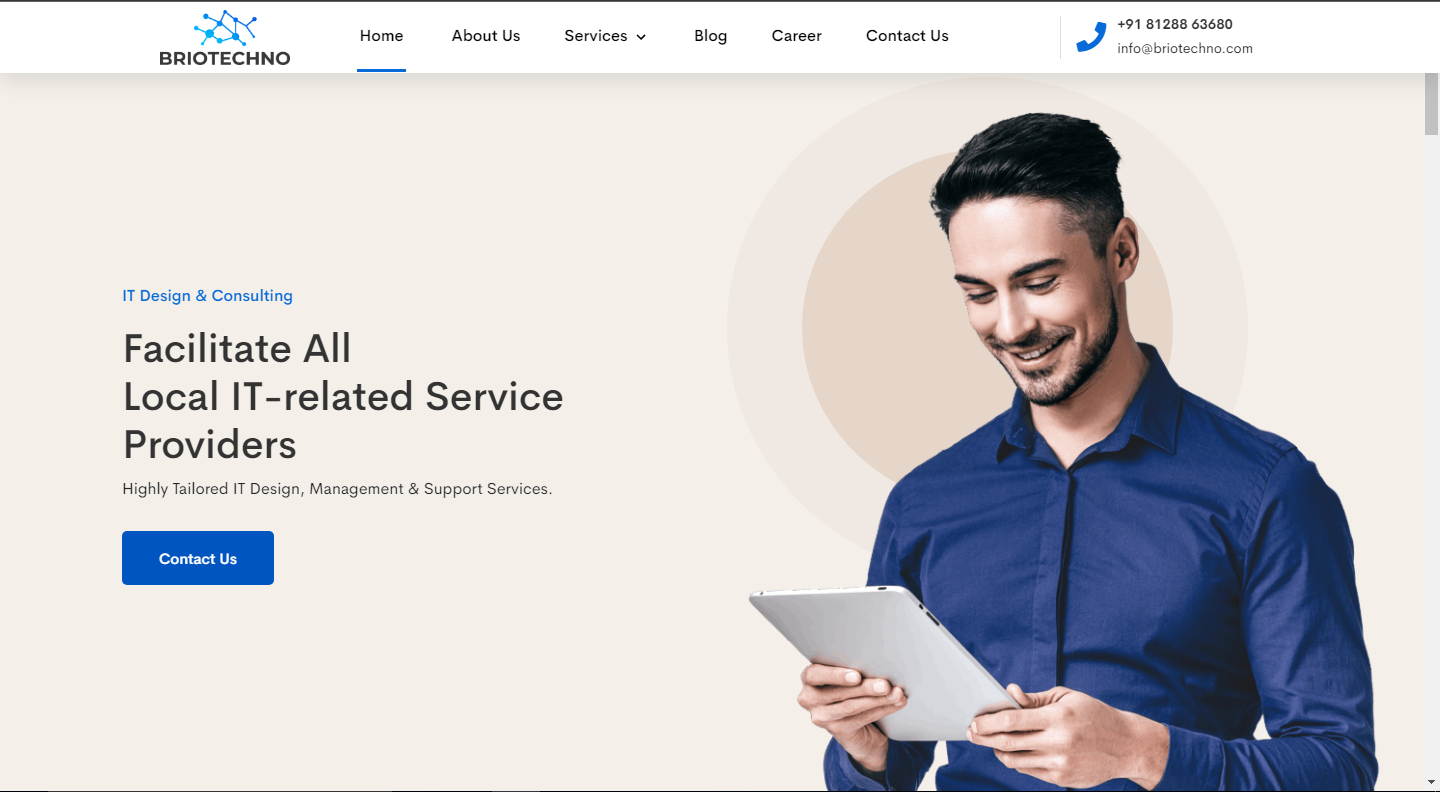 BRIOTECHNO
Home
About Us
Services
Blog
Career
Contact Us
+91 81288 63680
info@briotechno.com
IT Design & Consulting
Facilitate All
Local IT-related Service
Providers
Highly Tailored IT Design, Management & Support Services.
Contact Us